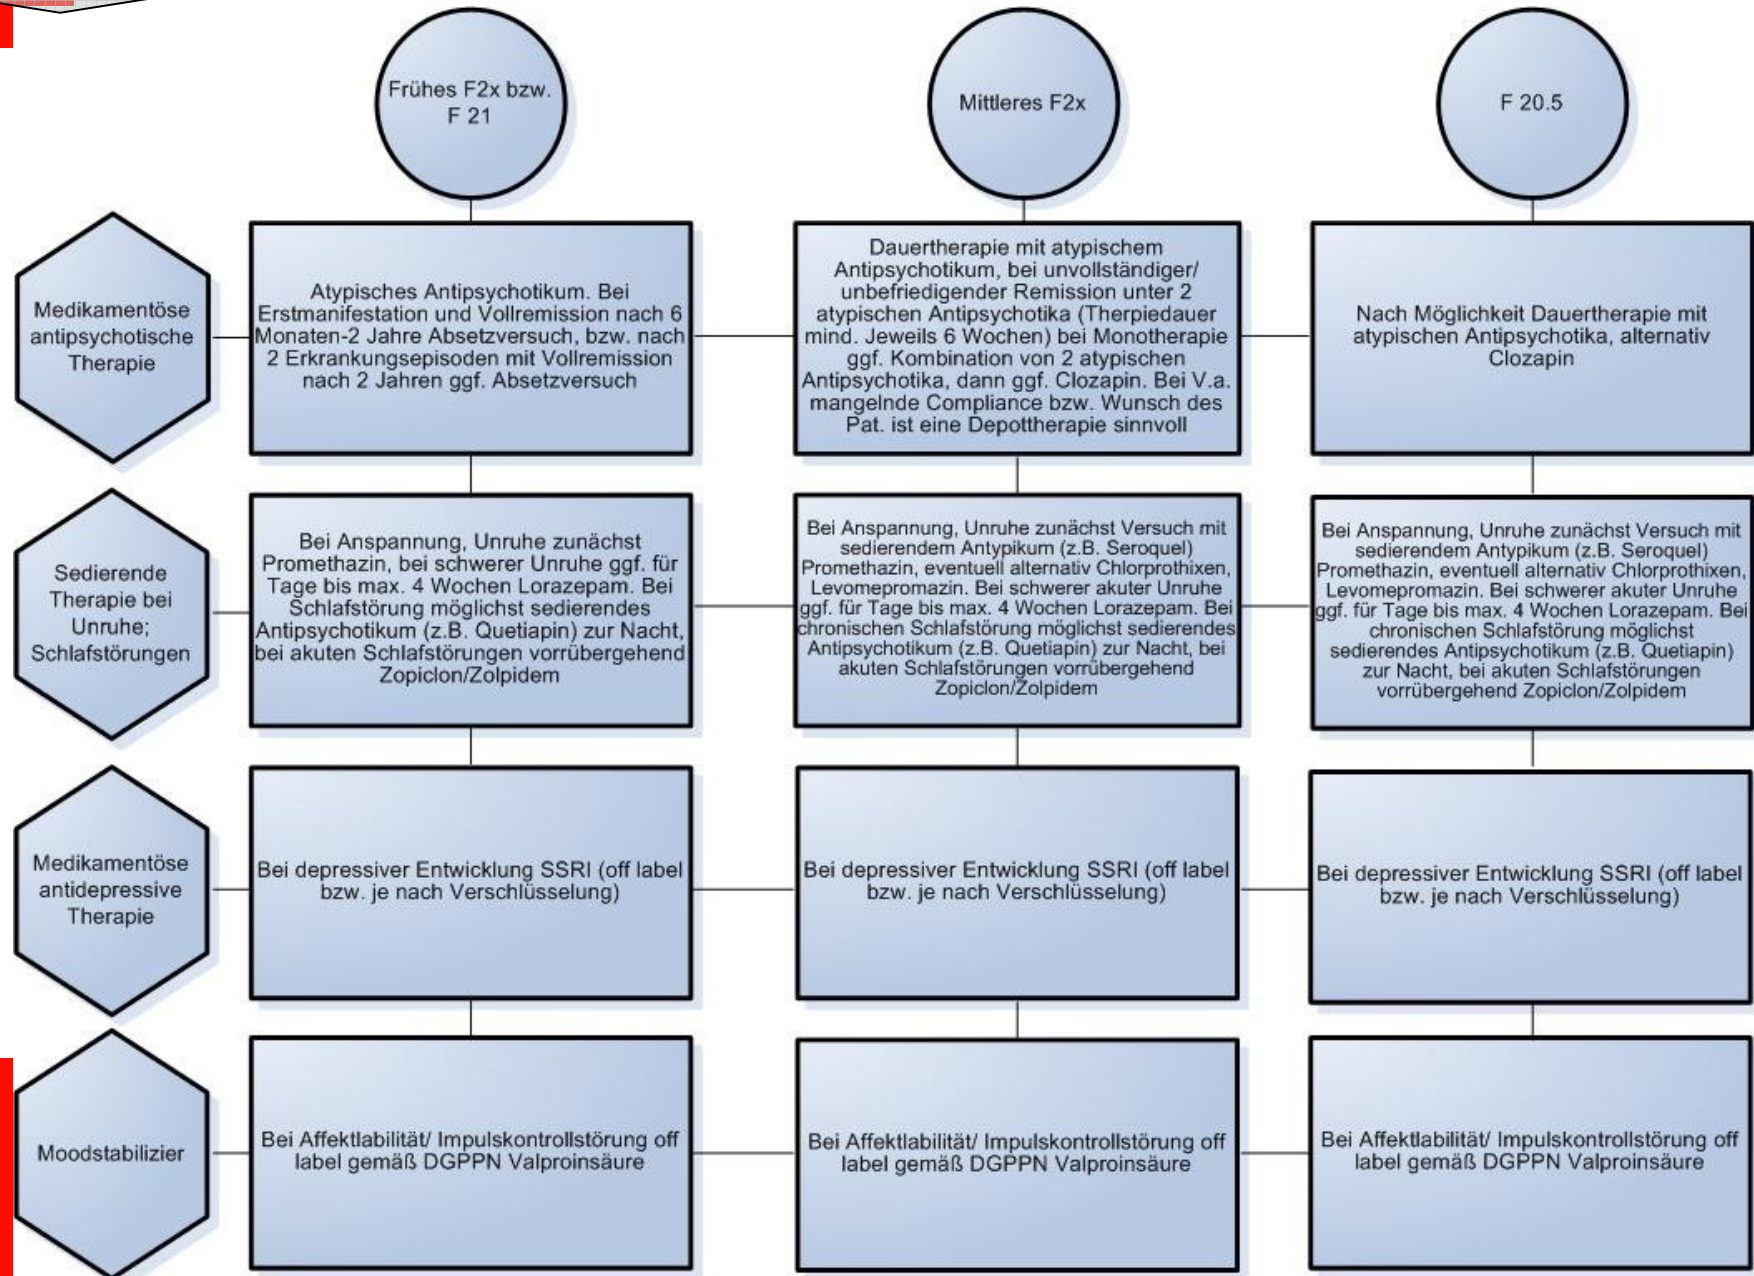 Frühes F2x bzw.
F 21
Mittleres F2x
F 20.5
Medikamentöse
antipsychotische
Therapie
Atypisches Antipsychotikum. Bei
Erstmanifestation und Vollremission nach 6
Monaten-2 Jahre Absetzversuch, bzw. nach
2 Erkrankungsepisoden mit Vollremission
nach 2 Jahren ggf. Absetzversuch
Dauertherapie mit atypischem
Antipsychotikum, bei unvollständiger/
unbefriedigender Remission unter 2
atypischen Antipsychotika (Therpiedauer
mind. Jeweils 6 Wochen) bei Monotherapie
ggf. Kombination von 2 atypischen
Antipsychotika, dann ggf. Clozapin. Bei V.a.
mangelnde Compliance bzw. Wunsch des
Pat. ist eine Depottherapie sinnvoll
Nach Möglichkeit Dauertherapie mit
atypischen Antipsychotika, alternativ
Clozapin
Sedierende
Therapie bei
Unruhe;
Schlafstörungen
Bei Anspannung, Unruhe zunächst
Promethazin, bei schwerer Unruhe ggf. für
Tage bis max. 4 Wochen Lorazepam. Bei
Schlafstörung möglichst sedierendes
Antipsychotikum (z.B. Quetiapin) zur Nacht,
bei akuten Schlafstörungen vorrübergehend
Zopiclon/Zolpidem
Bei Anspannung, Unruhe zunächst Versuch mit
sedierendem Antypikum (z.B. Seroquel)
Promethazin, eventuell alternativ Chlorprothixen,
Levomepromazin. Bei schwerer akuter Unruhe
ggf. für Tage bis max. 4 Wochen Lorazepam. Bei
chronischen Schlafstörung möglichst sedierendes
Antipsychotikum (z.B. Quetiapin) zur Nacht, bei
akuten Schlafstörungen vorrübergehend
Zopiclon/Zolpidem
Bei Anspannung, Unruhe zunächst Versuch mit
sedierendem Antypikum (z.B. Seroquel)
Promethazin, eventuell alternativ Chlorprothixen,
Levomepromazin. Bei schwerer akuter Unruhe
ggf. für Tage bis max. 4 Wochen Lorazepam. Bei
chronischen Schlafstörung möglichst
sedierendes Antipsychotikum (z.B. Quetiapin)
zur Nacht, bei akuten Schlafstörungen
vorrübergehend Zopiclon/Zolpidem
Medikamentöse
antidepressive
Therapie
Bei depressiver Entwicklung SSRI (off label
bzw. je nach Verschlüsselung)
Bei depressiver Entwicklung SSRI (off label
bzw. je nach Verschlüsselung)
Bei depressiver Entwicklung SSRI (off label
bzw. je nach Verschlüsselung)
Moodstabilizier
Bei Affektlabilität/ Impulskontrollstörung off
label gemäß DGPPN Valproinsäure
Bei Affektlabilität/ Impulskontrollstörung off
label gemäß DGPPN Valproinsäure
Bei Affektlabilität/ Impulskontrollstörung off
label gemäß DGPPN Valproinsäure